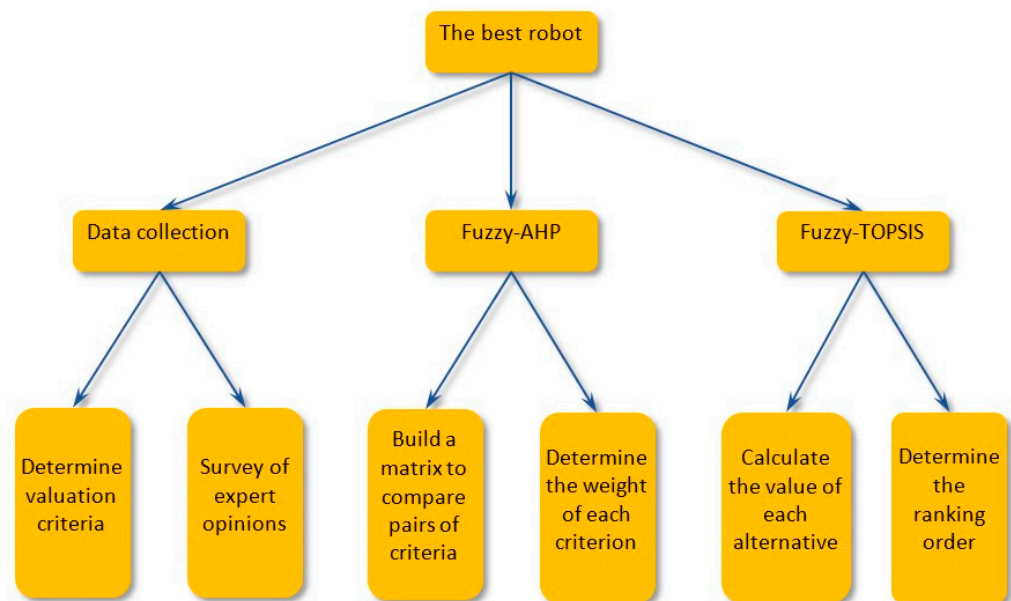 The best robot
Data collection
Fuzzy-AHP
Fuzzy-TOPSIS
Determine
valuation
criteria
Survey of
expert
opinions
Build a
matrix to
compare
pairs of
criteria
Determine
the weight
of each
criterion
Calculate
the value of
each
alternative
Determine
the
ranking
order